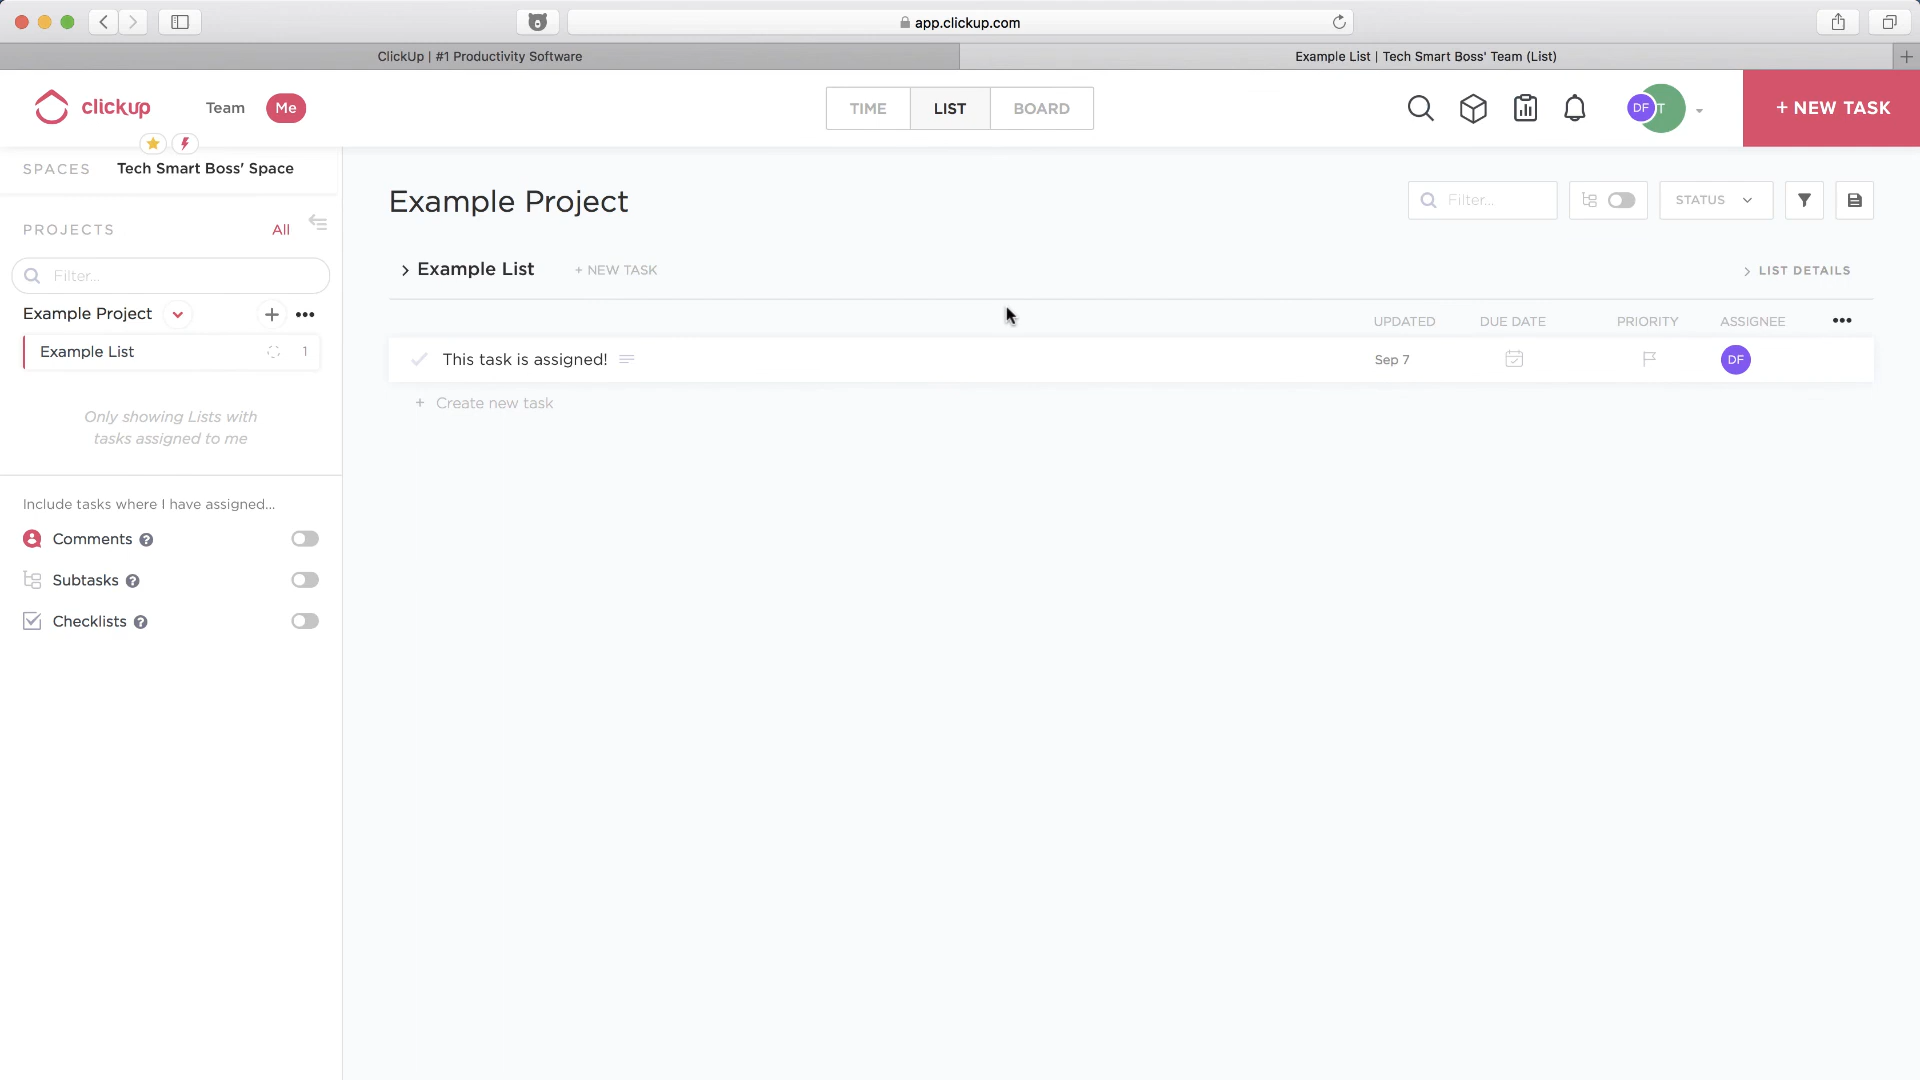 app.clickup.com
ClickUp | #1 Productivity Software
Example List | Tech Smart Boss' Team (List)
clickup
Team
Me
TIME
LIST
BOARD
DF
T
+ NEW TASK
SPACES
Tech Smart Boss' Space
PROJECTS
All
Filter...
Example Project
Example List
1
Only showing Lists with
tasks assigned to me
Include tasks where I have assigned...
Comments ?
Subtasks ?
Checklists ?
Example Project
Filter...
STATUS
Example List
+ NEW TASK
LIST DETAILS
UPDATED
DUE DATE
PRIORITY
ASSIGNEE
This task is assigned!
Sep 7
DF
+ Create new task